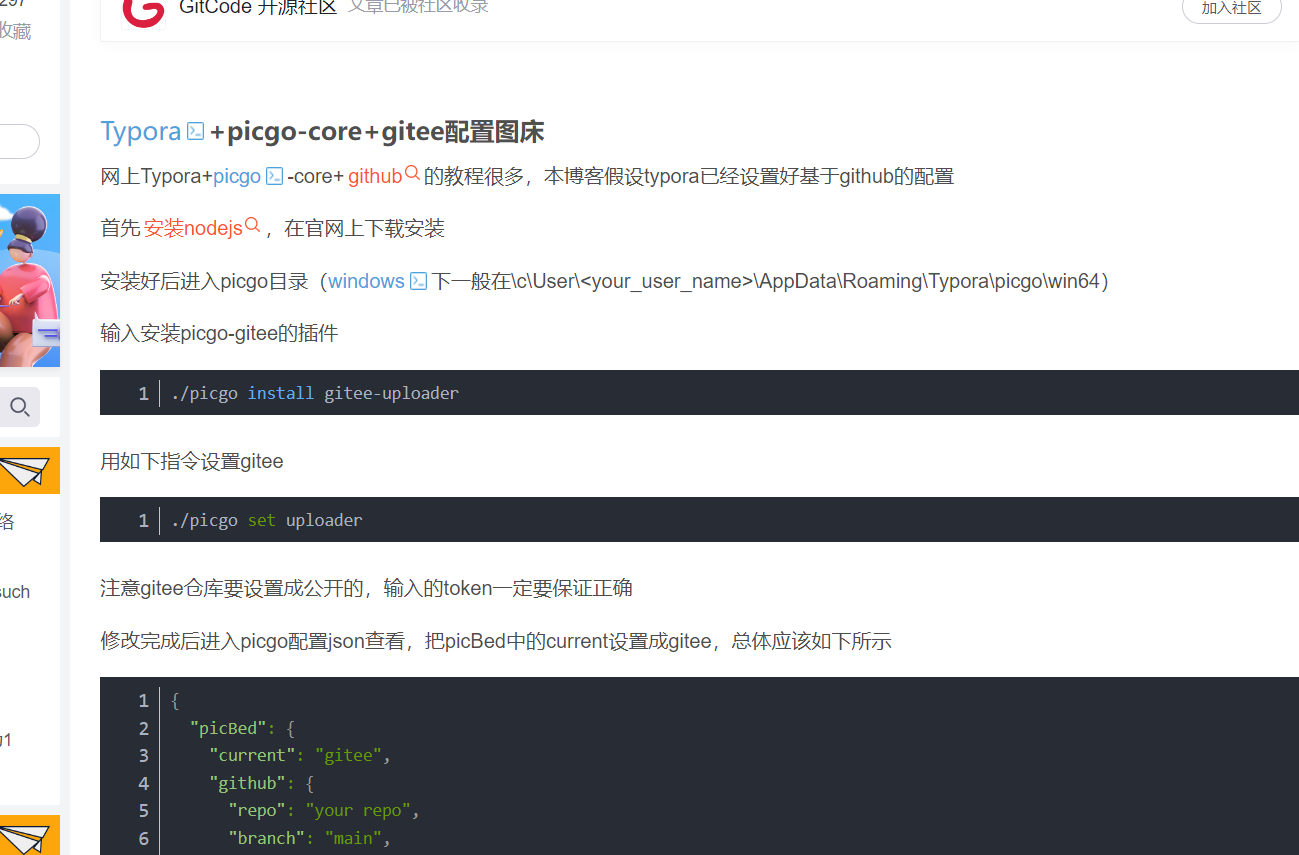 297
收藏
GitCode 开源社区 文章已被社区收录
加入社区
Typora+picgo-core+gitee配置图床
网上Typora+picgo-core+github的教程很多，本博客假设typora已经设置好基于github的配置
首先安装nodejs，在官网上下载安装
安装好后进入picgo目录（windows下一般在\c\User\<your_user_name>\AppData\Roaming\Typora\picgo\win64）
输入安装picgo-gitee的插件
1 ./picgo install gitee-uploader
用如下指令设置gitee
1 ./picgo set uploader
络
such
注意gitee仓库要设置成公开的，输入的token一定要保证正确
修改完成后进入picgo配置json查看，把picBed中的current设置成gitee，总体应该如下所示
1 {
2 "picBed": {
3 "current": "gitee",
4 "github": {
5 "repo": "your repo",
6 "branch": "main",